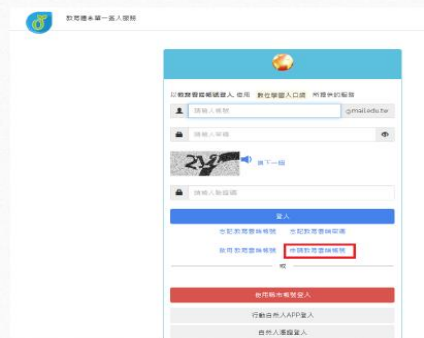 教育體系單一簽入服務
以教育雲端帳號登入, 使用 數位學習入口網 所提供的服務
請輸入帳號 @mail.edu.tw
請輸入密碼
換下一個
請輸入驗證碼
登入
忘記教育雲端帳號 忘記教育雲端密碼
啟用教育雲端帳號 申請教育雲端帳號
或
使用縣市帳號登入
行動自然人APP登入
自然人憑證登入